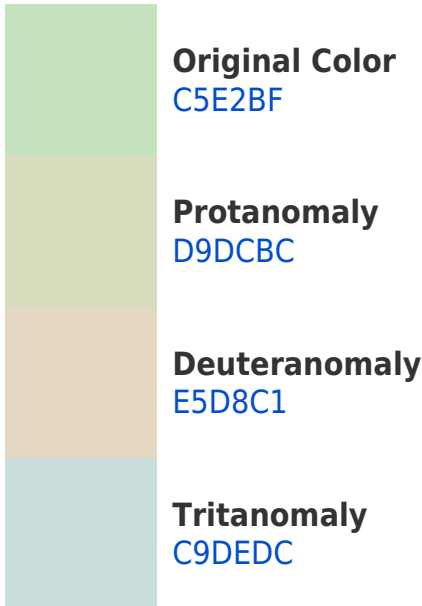 Original Color
C5E2BF
Protanomaly
D9DCBC
Deuteranomaly
E5D8C1
Tritanomaly
C9DEDC